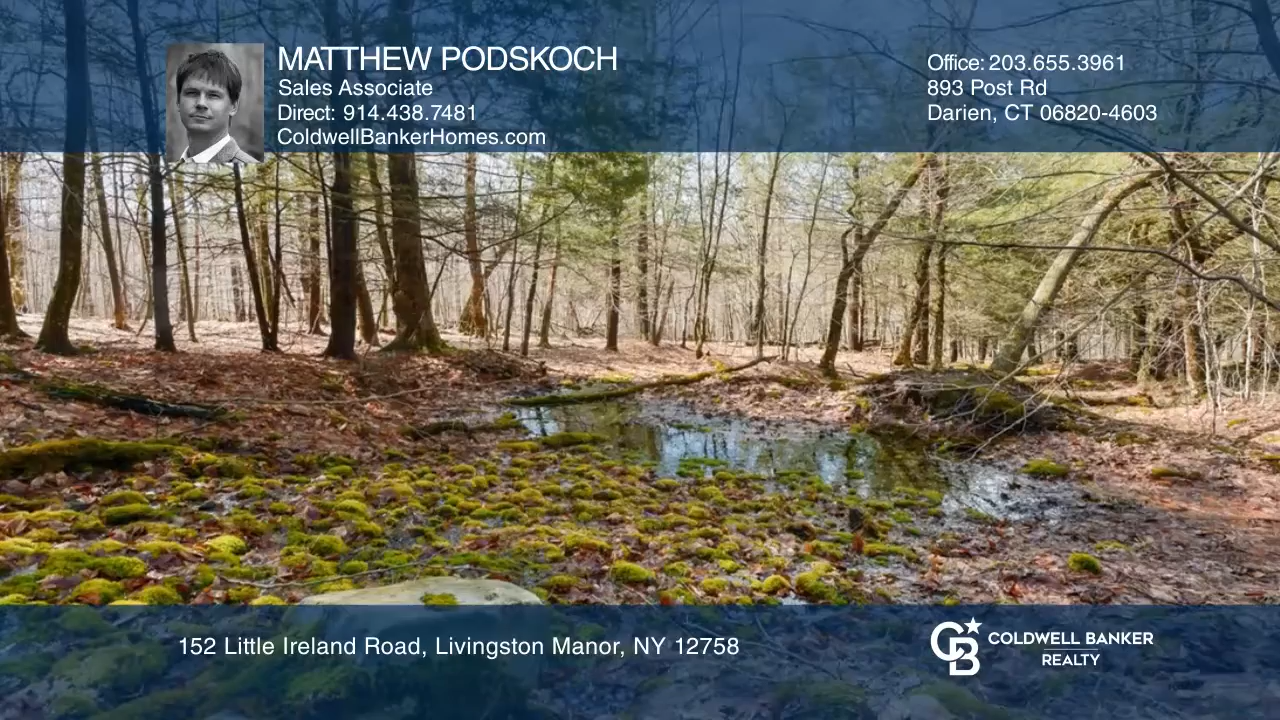 MATTHEW PODSKOCH
Sales Associate
Direct: 914.438.7481
ColdwellBankerHomes.com
Office: 203.655.3961
893 Post Rd
Darien, CT 06820-4603
152 Little Ireland Road, Livingston Manor, NY 12758
CB
COLDWELL BANKER
REALTY